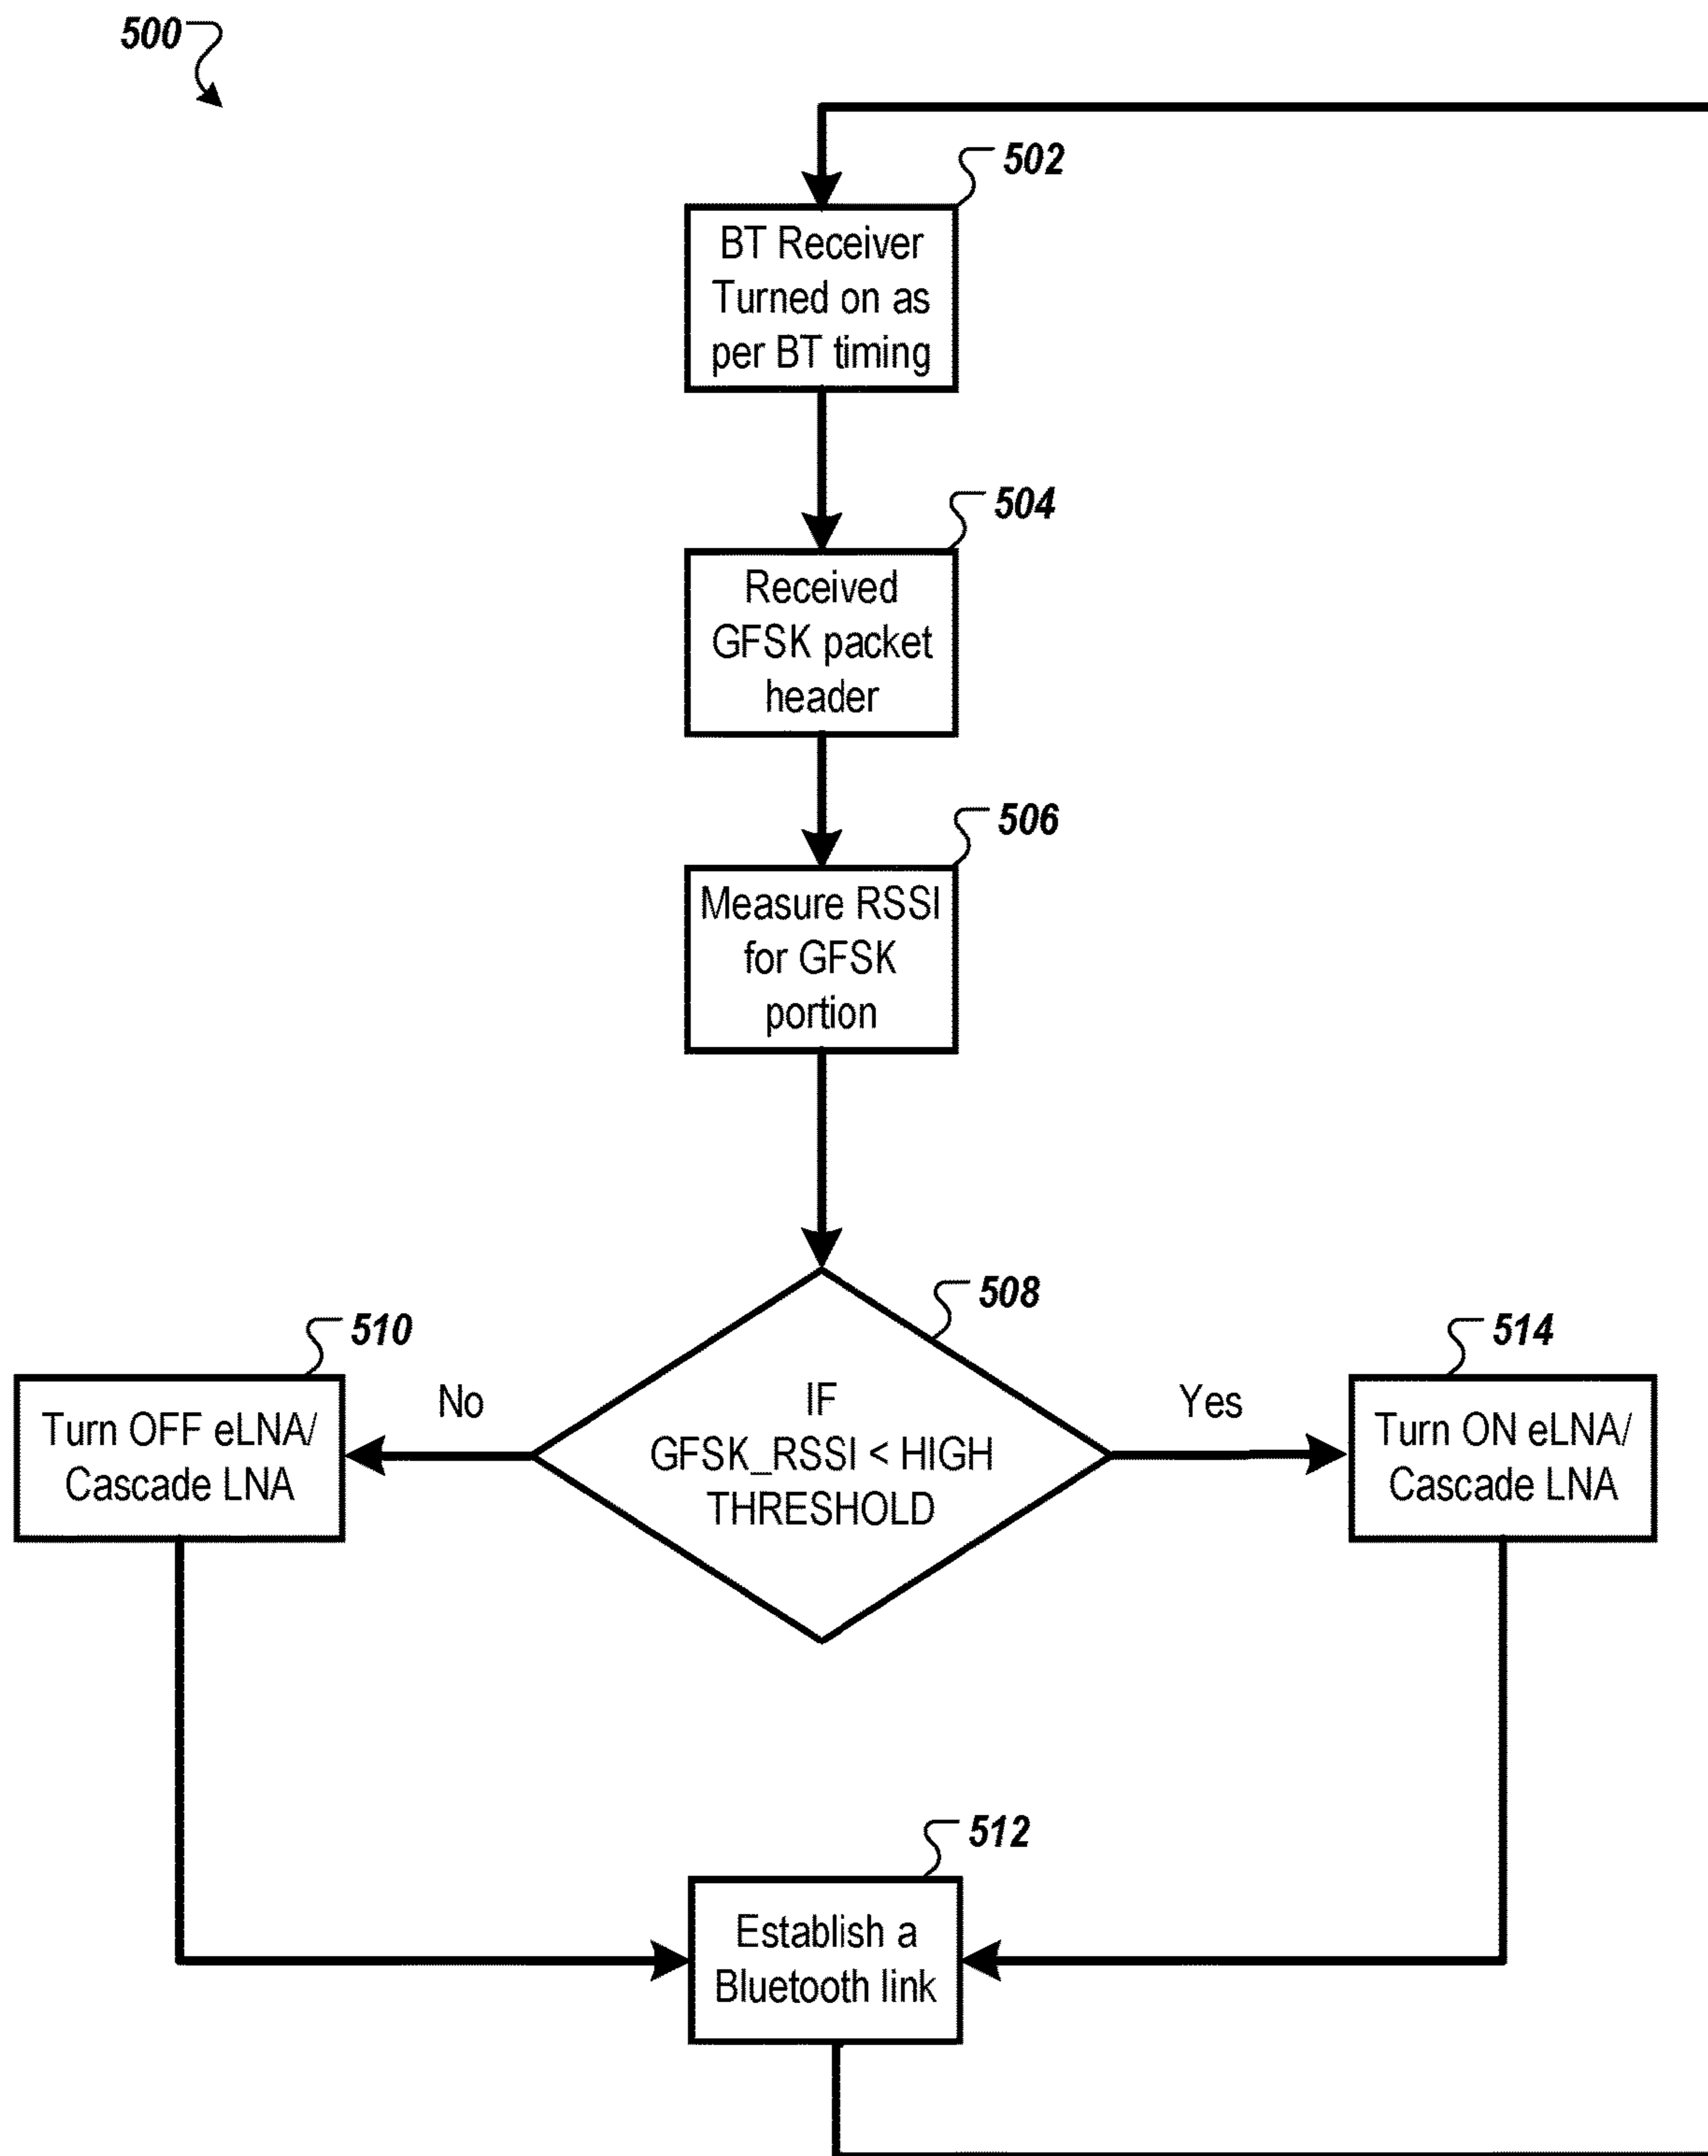 500
502
BT Receiver
Turned on as
per BT timing
504
Received
GFSK packet
header
506
Measure RSSI
for GFSK
portion
508
IF
GFSK_RSSI < HIGH
THRESHOLD
No
Yes
510
Turn OFF eLNA/
Cascade LNA
514
Turn ON eLNA/
Cascade LNA
512
Establish a
Bluetooth link